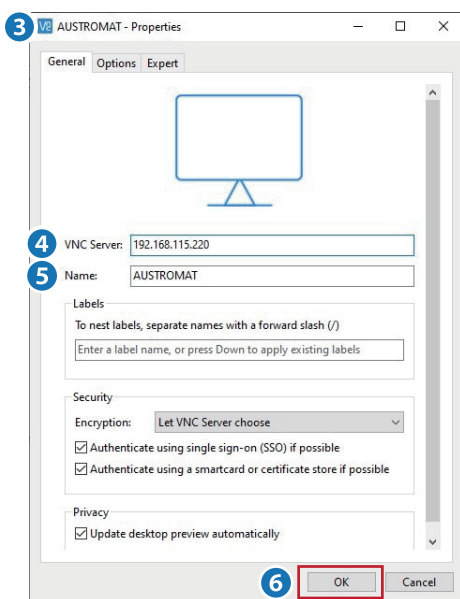 3 V2 AUSTROMAT - Properties
General Options Expert
4 VNC Server: 192.168.115.220
5 Name: AUSTROMAT
Labels
To nest labels, separate names with a forward slash (/)
Enter a label name, or press Down to apply existing labels
Security
Encryption: Let VNC Server choose
Authenticate using single sign-on (SSO) if possible
Authenticate using a smartcard or certificate store if possible
Privacy
Update desktop preview automatically
6 OK Cancel